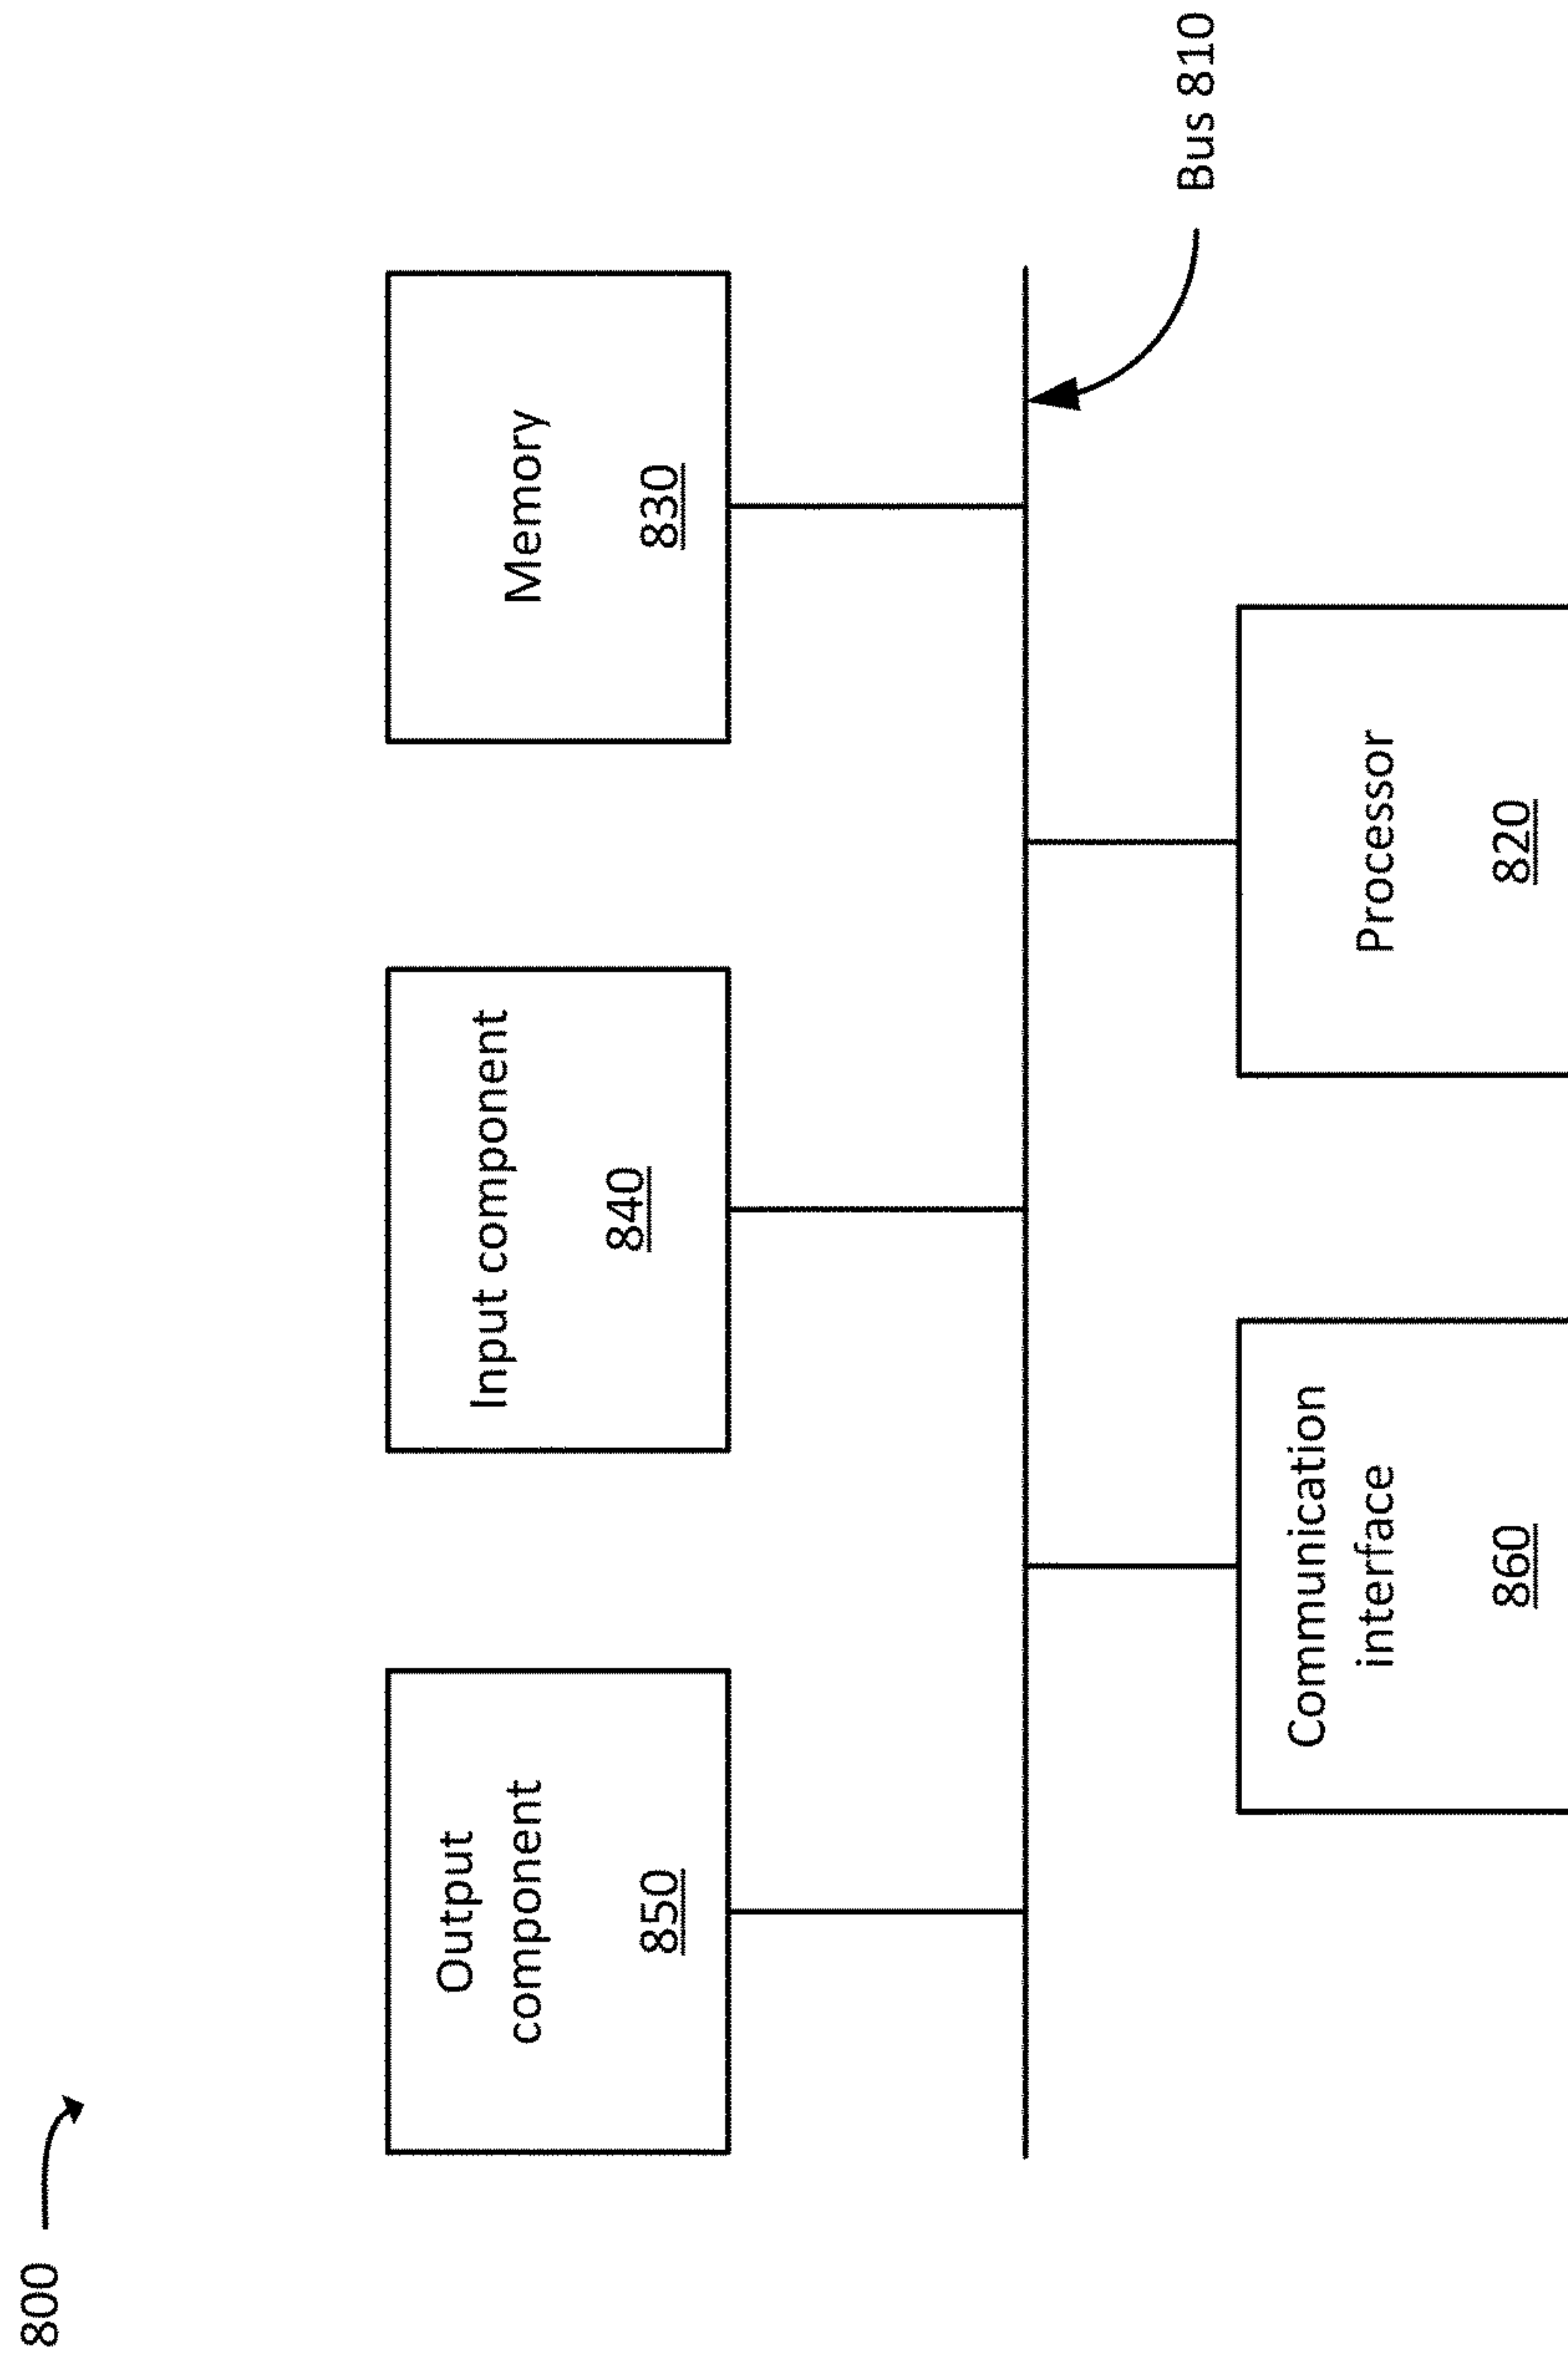 800
Output
component
850
Input component
840
Memory
830
Bus 810
Communication
interface
860
Processor
820